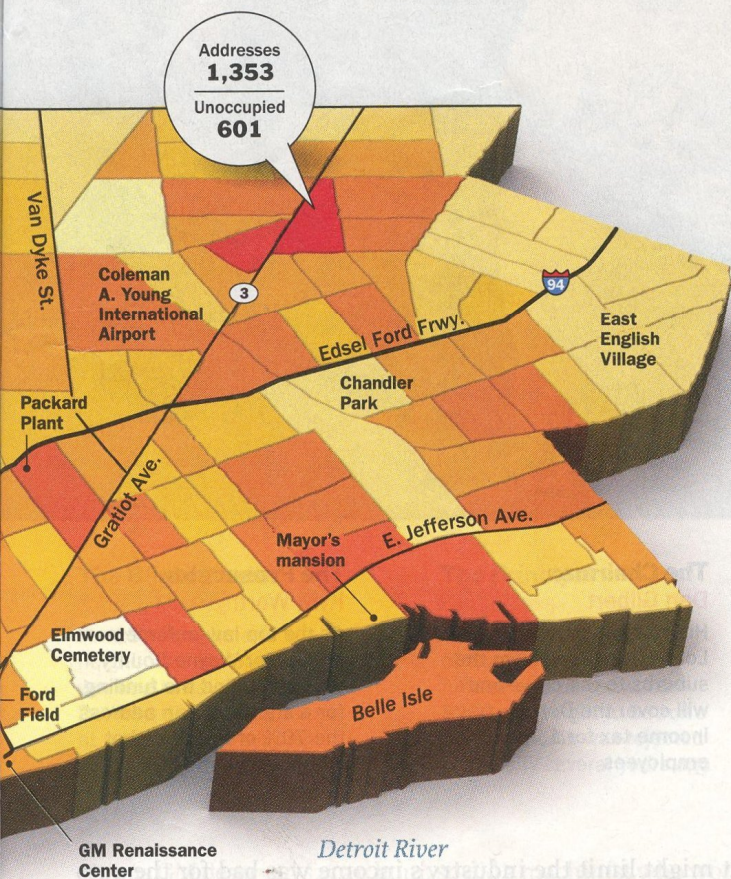 Addresses
1,353
Unoccupied
601
Van Dyke St.
Coleman
A. Young
International
Airport
3
94
Edsel Ford Frwy.
East
English
Village
Chandler
Park
Packard
Plant
Gratiot Ave.
Mayor's
mansion
E. Jefferson Ave.
Elmwood
Cemetery
Ford
Field
Belle Isle
GM Renaissance
Center
Detroit River